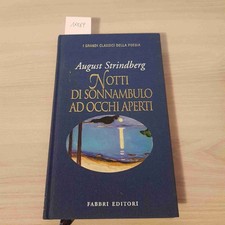 I GRANDI CLASSICI DELLA POESIA
August Strindberg
NOTTI
DI SONNAMBULO
AD OCCHI APERTI
FABBRI EDITORI